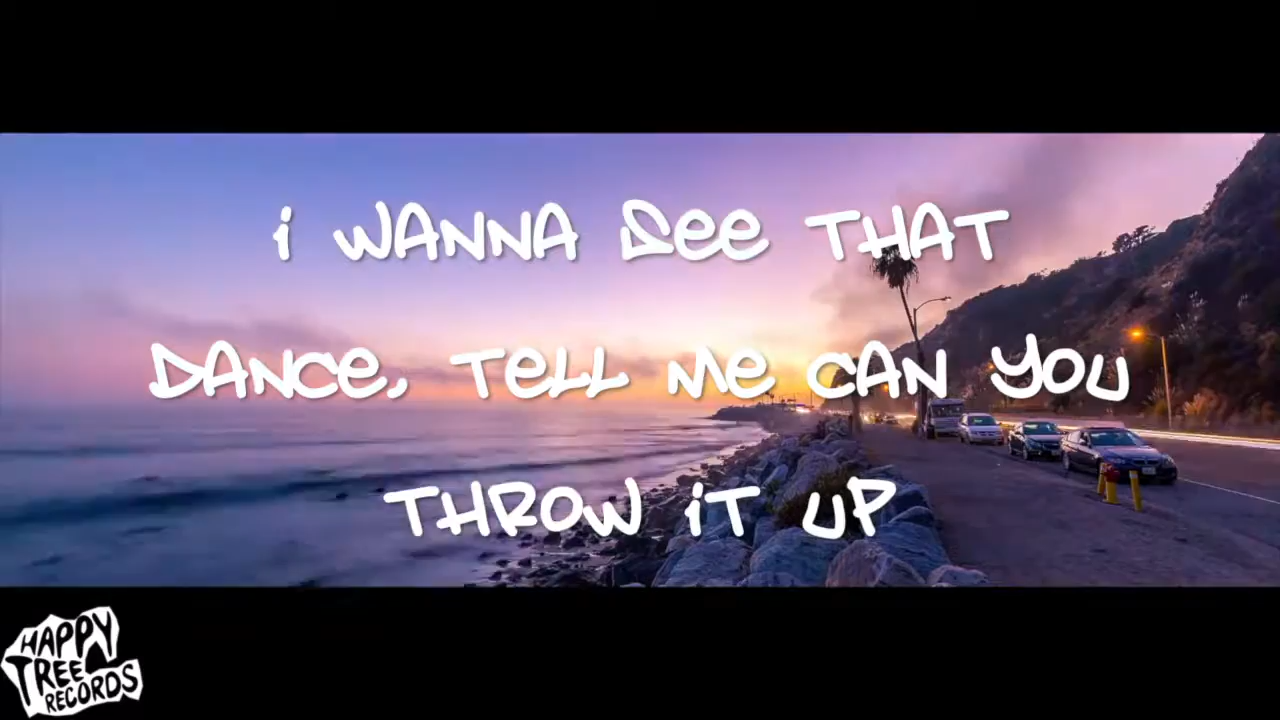 I WANNA SEE THAT
DANCE, TELL ME CAN YOU
THROW IT UP
HAPPY
TREE
RECORDS